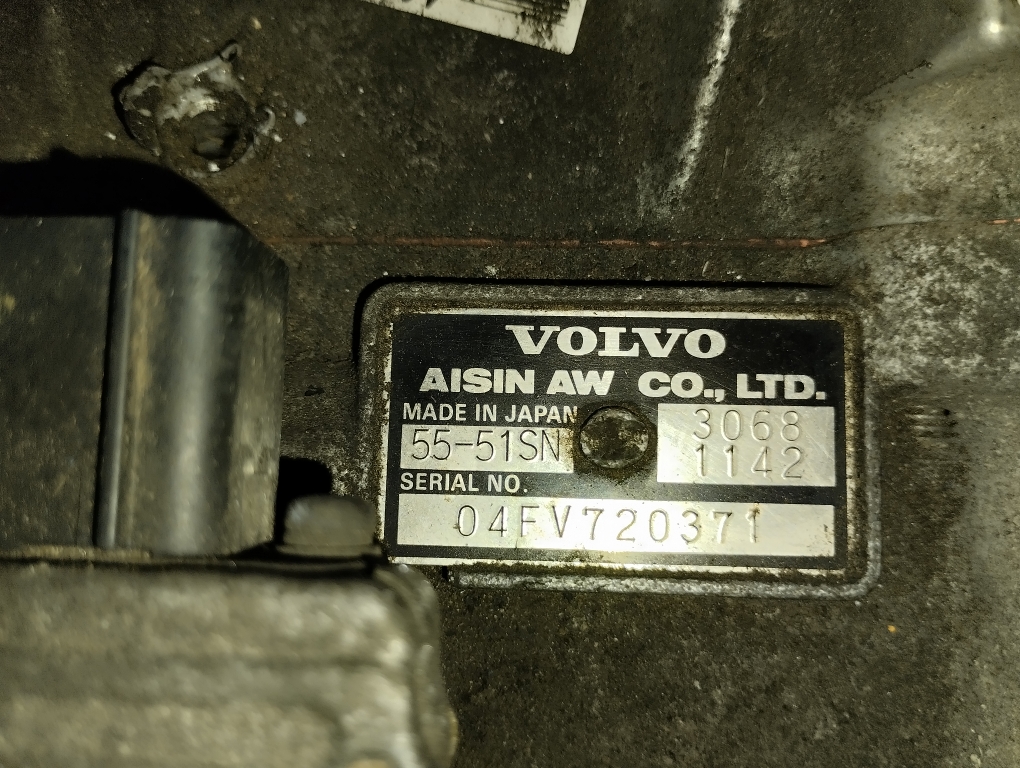 VOLVO
AISIN AW CO., LTD.
MADE IN JAPAN
55-51SN
3068
1142
SERIAL NO.
04FV720371